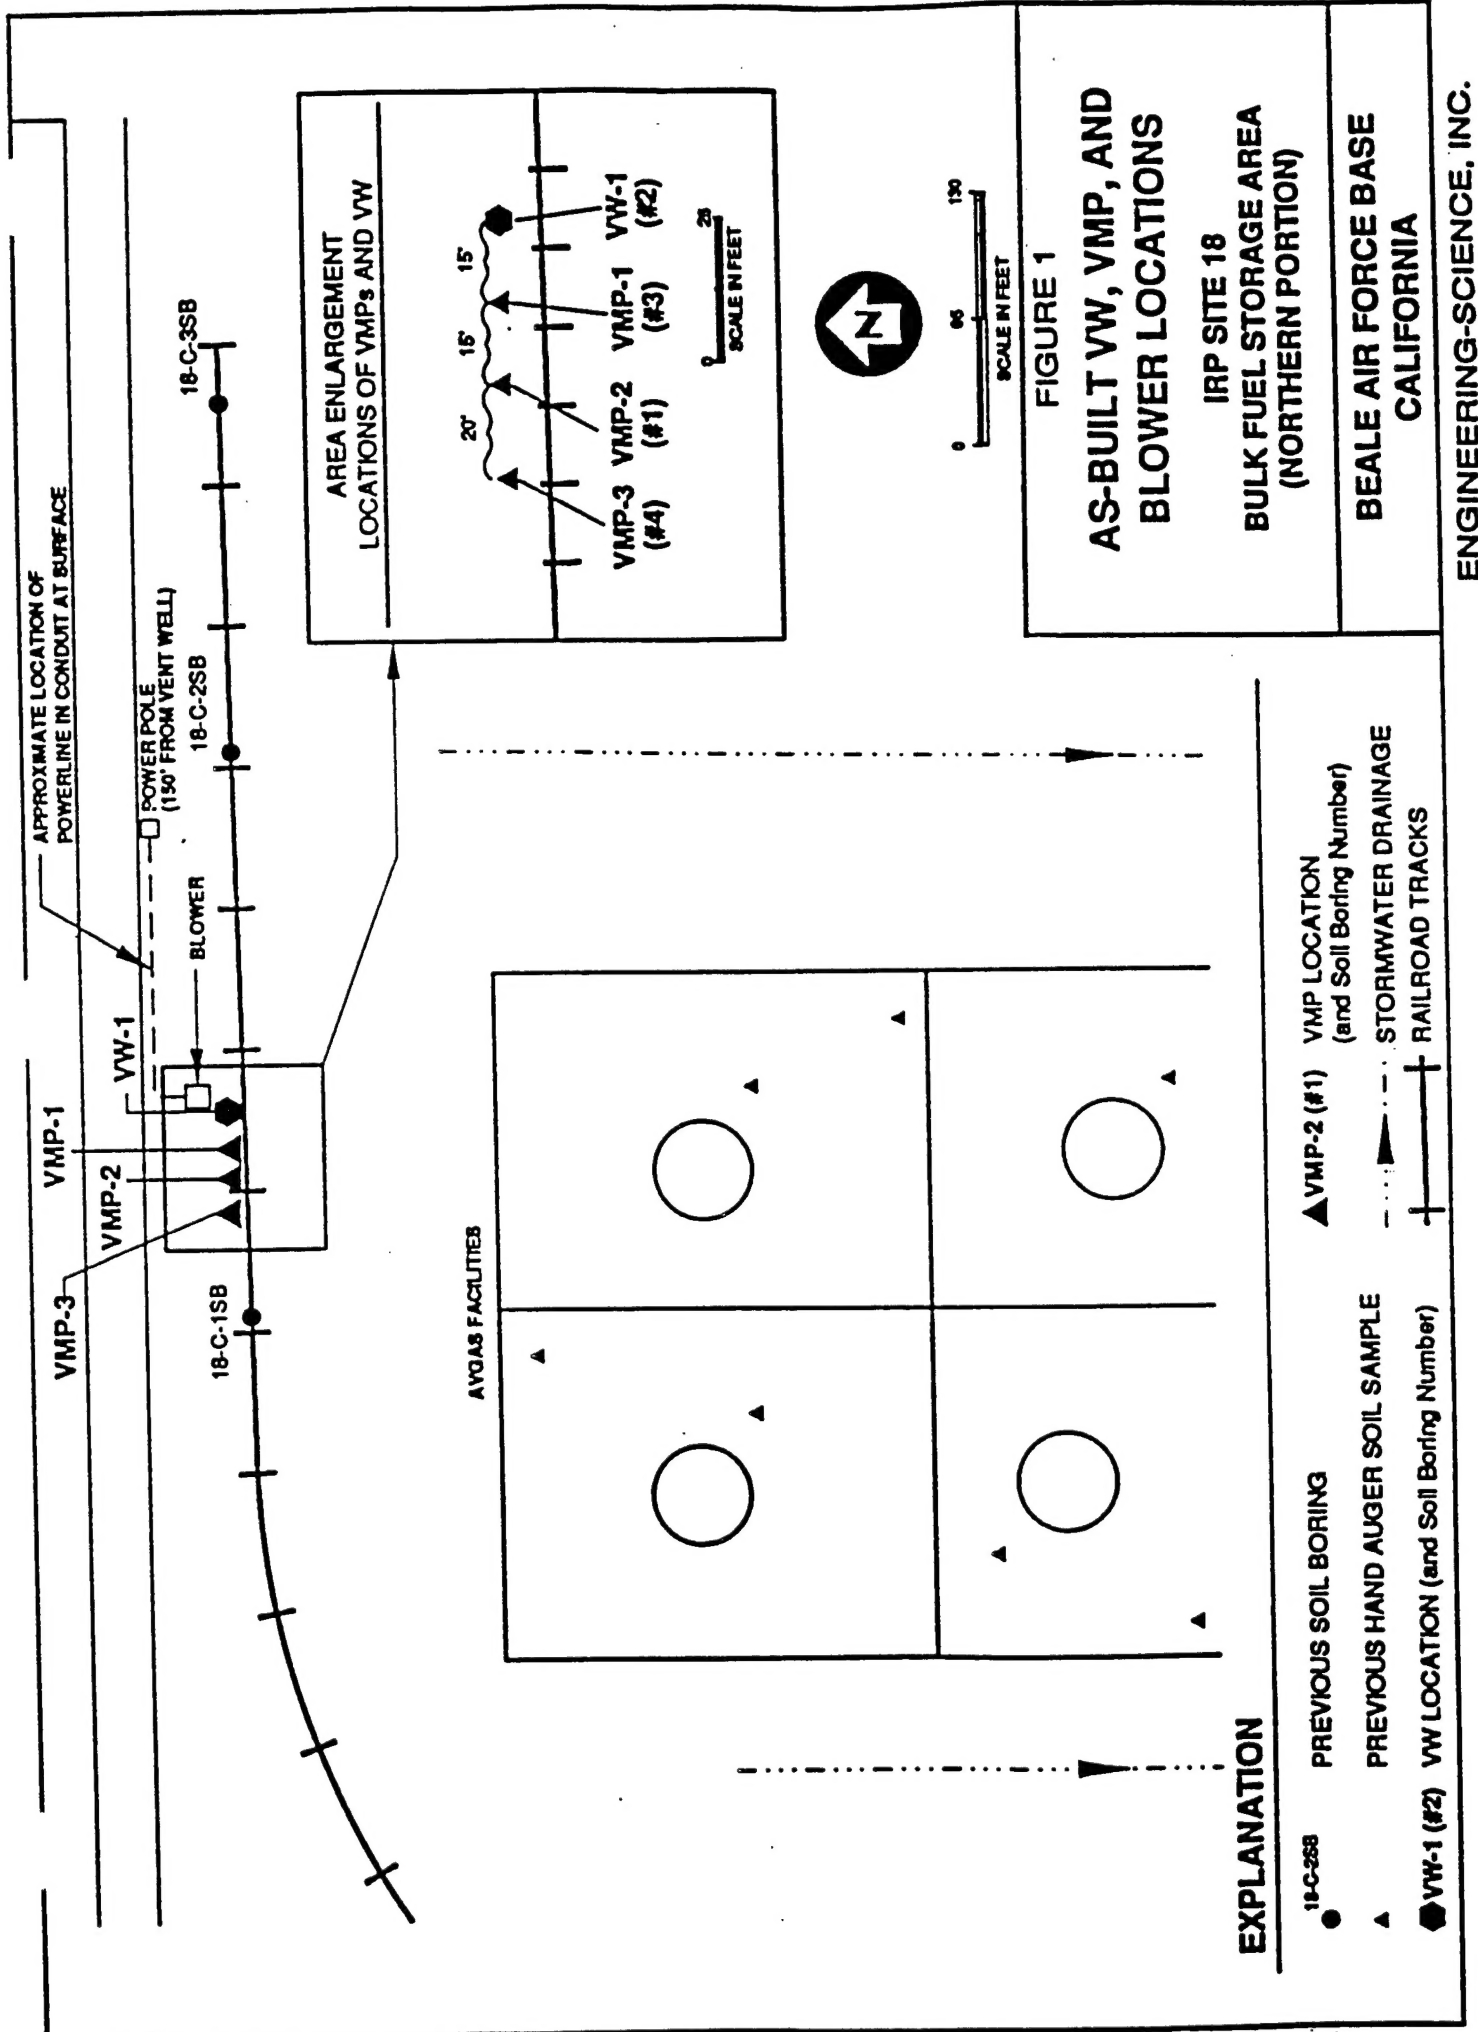 APPROXIMATE LOCATION OF
POWERLINE IN CONDUIT AT SURFACE
POWER POLE
(150' FROM VENT WELL)
VMP-3
VMP-2
VMP-1
VW-1
BLOWER
18-C-1SB
18-C-2SB
18-C-3SB
AREA ENLARGEMENT
LOCATIONS OF VMPs AND VW
20'
15'
15'
VMP-3
(#4)
VMP-2
(#1)
VMP-1
(#3)
VW-1
(#2)
0 25
SCALE IN FEET
AVGAS FACILITIES
N
0 65 130
SCALE IN FEET
EXPLANATION
18-C-2SB
PREVIOUS SOIL BORING
PREVIOUS HAND AUGER SOIL SAMPLE
VW-1 (#2) VW LOCATION (and Soil Boring Number)
VMP-2 (#1) VMP LOCATION
(and Soil Boring Number)
STORMWATER DRAINAGE
RAILROAD TRACKS
FIGURE 1
AS-BUILT VW, VMP, AND
BLOWER LOCATIONS
IRP SITE 18
BULK FUEL STORAGE AREA
(NORTHERN PORTION)
BEALE AIR FORCE BASE
CALIFORNIA
ENGINEERING-SCIENCE, INC.